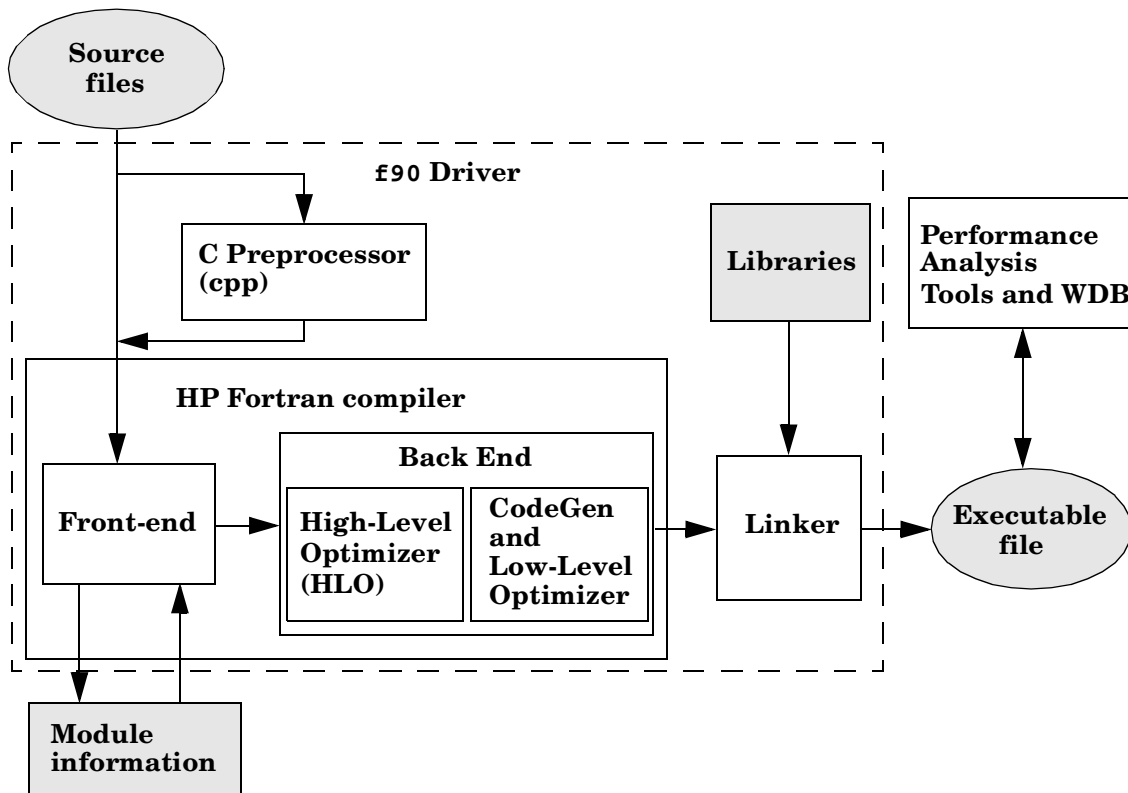 Source
files
f90 Driver
C Preprocessor
(cpp)
Libraries
Performance
Analysis
Tools and WDB
HP Fortran compiler
Back End
Front-end
High-Level
Optimizer
(HLO)
CodeGen
and
Low-Level
Optimizer
Linker
Executable
file
Module
information